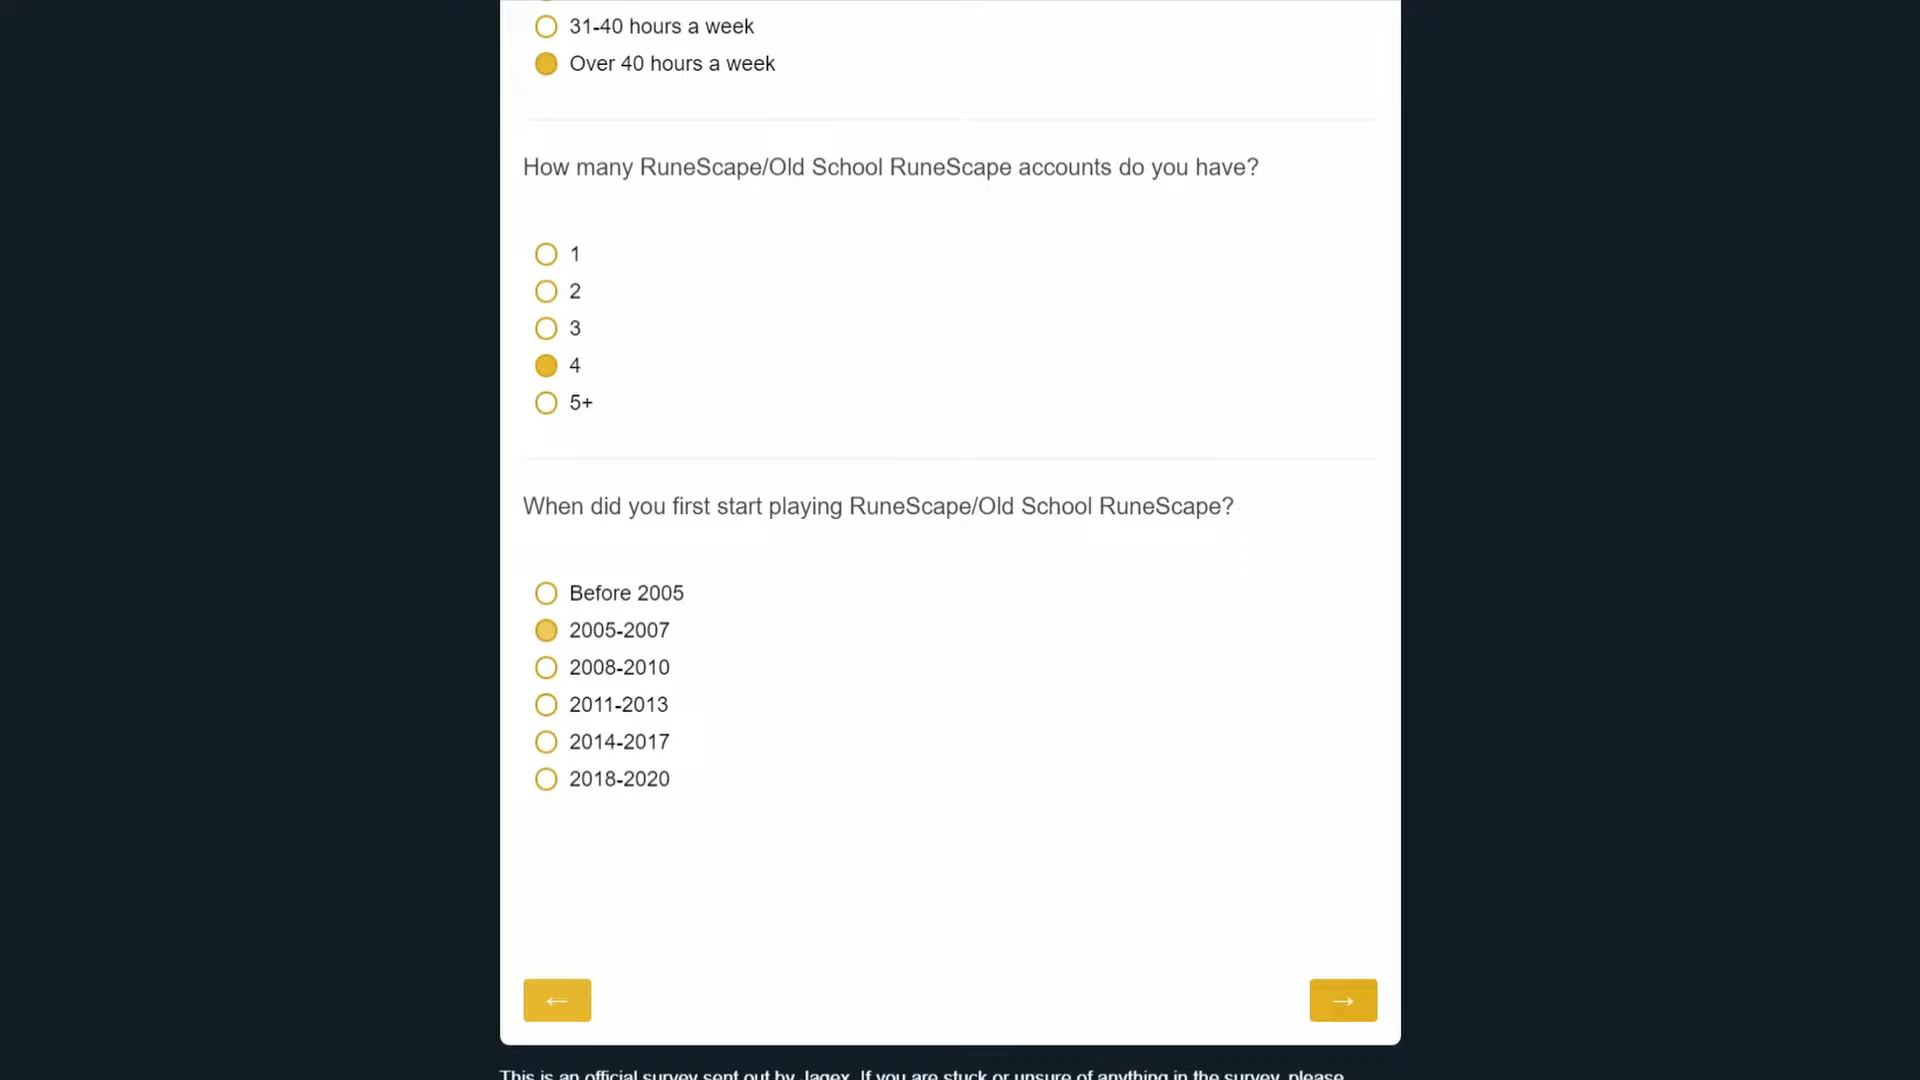 31-40 hours a week
Over 40 hours a week
How many RuneScape/Old School RuneScape accounts do you have?
1
2
3
4
5+
When did you first start playing RuneScape/Old School RuneScape?
Before 2005
2005-2007
2008-2010
2011-2013
2014-2017
2018-2020
←
→
This is an official survey sent out by Jagex. If you are stuck or unsure of anything in the survey, please